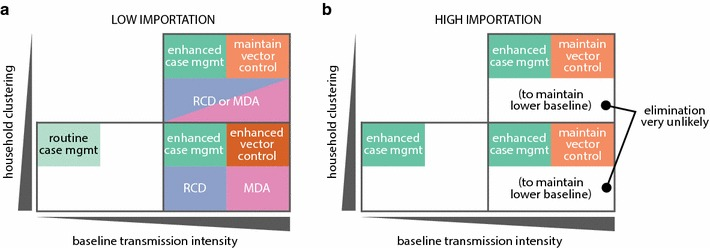 a
LOW IMPORTATION
household clustering
enhanced
case mgmt
maintain
vector
control
RCD or MDA
routine
case mgmt
enhanced
case mgmt
enhanced
vector
control
RCD
MDA
baseline transmission intensity
b
HIGH IMPORTATION
household clustering
enhanced
case mgmt
maintain
vector
control
(to maintain
lower baseline)
elimination
very unlikely
enhanced
case mgmt
enhanced
case mgmt
maintain
vector
control
(to maintain
lower baseline)
baseline transmission intensity